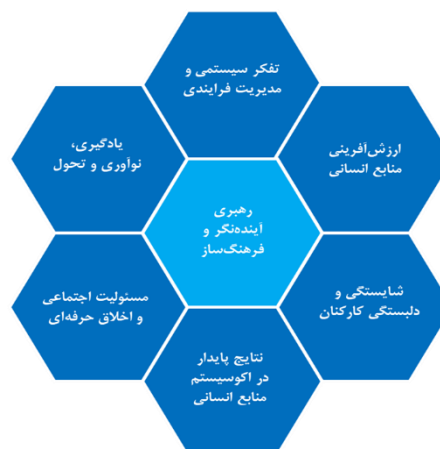 تفکر سیستمی و
مدیریت فرایندی
ارزش‌آفرینی
منابع انسانی
یادگیری،
نوآوری و تحول
رهبری
آینده‌نگر و
فرهنگ‌ساز
شایستگی و
دلبستگی کارکنان
مسئولیت اجتماعی
و اخلاق حرفه‌ای
نتایج پایدار
در اکوسیستم
منابع انسانی